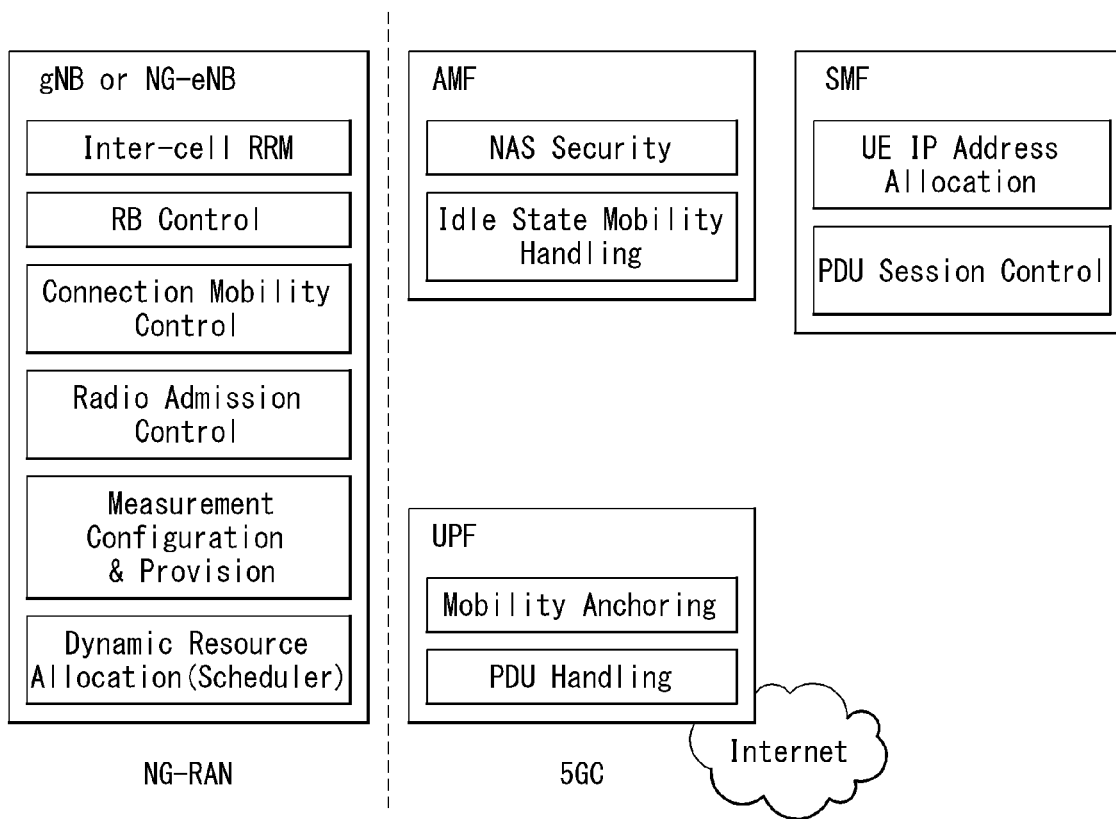 gNB or NG-eNB
Inter-cell RRM
RB Control
Connection Mobility
Control
Radio Admission
Control
Measurement
Configuration
& Provision
Dynamic Resource
Allocation(Scheduler)
NG-RAN
AMF
NAS Security
Idle State Mobility
Handling
SMF
UE IP Address
Allocation
PDU Session Control
UPF
Mobility Anchoring
PDU Handling
Internet
5GC